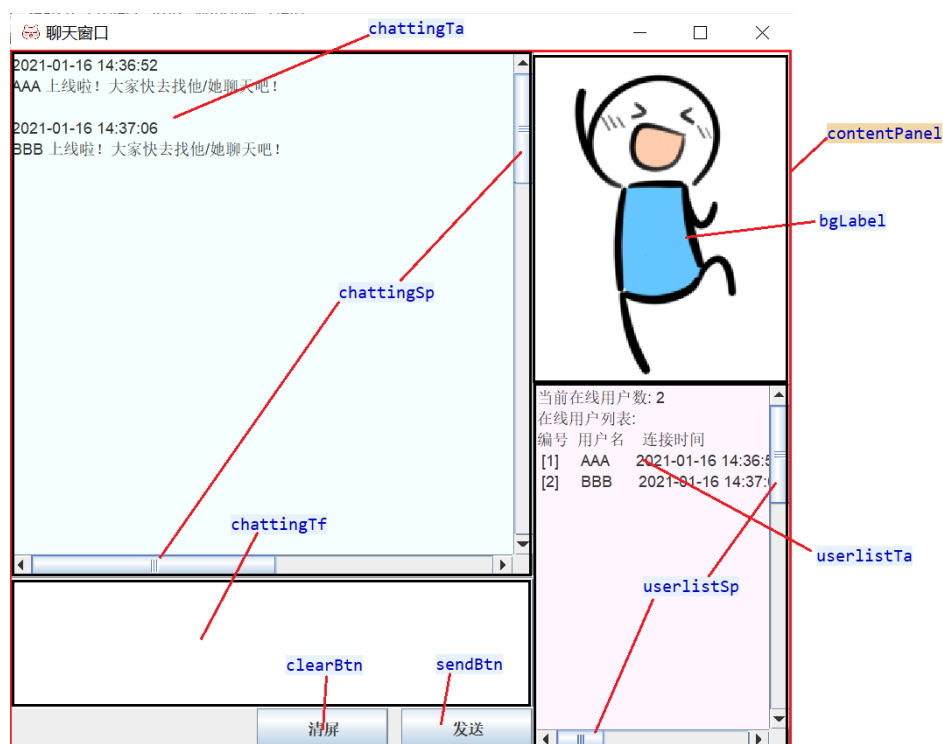 聊天窗口
chattingTa
2021-01-16 14:36:52
AAA 上线啦！大家快去找他/她聊天吧！
2021-01-16 14:37:06
BBB 上线啦！大家快去找他/她聊天吧！
contentPanel
bgLabel
chattingSp
当前在线用户数: 2
在线用户列表:
编号 用户名 连接时间
[1] AAA 2021-01-16 14:36:5
[2] BBB 2021-01-16 14:37:
chattingTf
userlistTa
userlistSp
clearBtn
sendBtn
清屏
发送